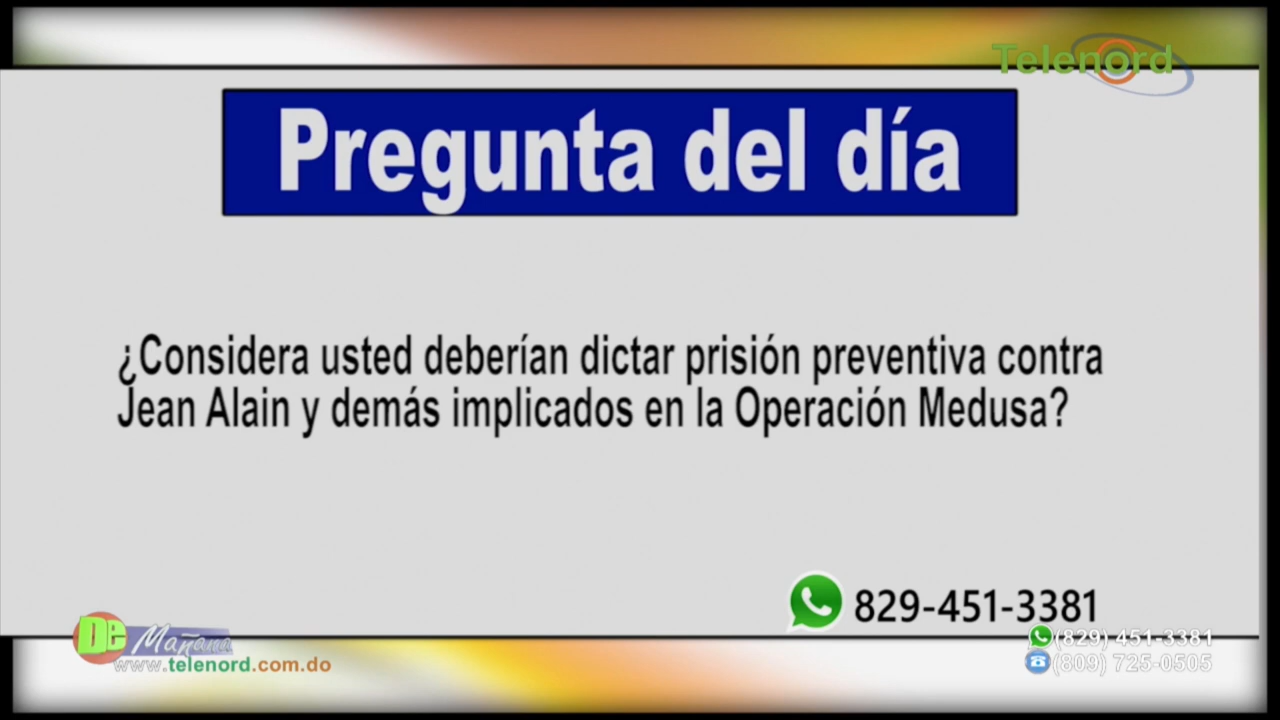 Telenord
Pregunta del día
¿Considera usted deberían dictar prisión preventiva contra
Jean Alain y demás implicados en la Operación Medusa?
829-451-3381
De Mañana
(829) 451-3381
www.telenord.com.do
(809) 725-0505